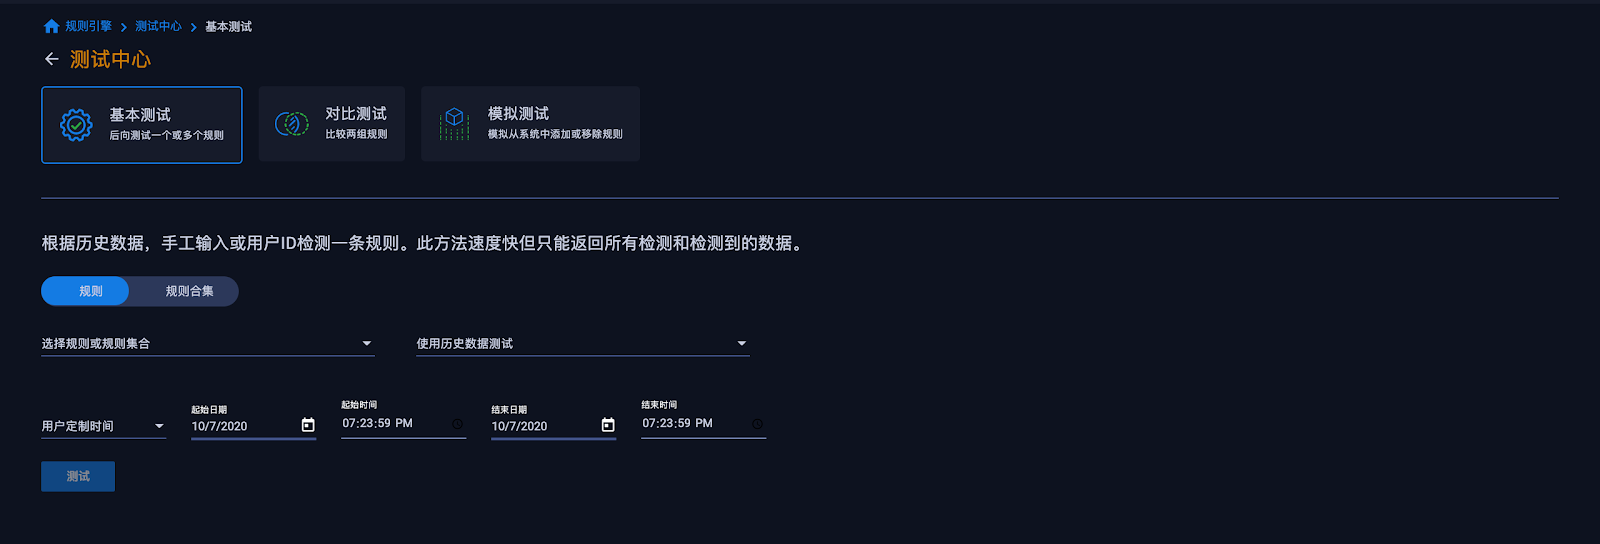 规则引擎 > 测试中心 > 基本测试
测试中心
基本测试
后向测试一个或多个规则
对比测试
比较两组规则
模拟测试
模拟从系统中添加或移除规则
根据历史数据，手工输入或用户ID检测一条规则。此方法速度快但只能返回所有检测和检测到的数据。
规则 规则合集
选择规则或规则集合 使用历史数据测试
起始日期 起始时间 结束日期 结束时间
用户定制时间 10/7/2020 07:23:59 PM 10/7/2020 07:23:59 PM
测试